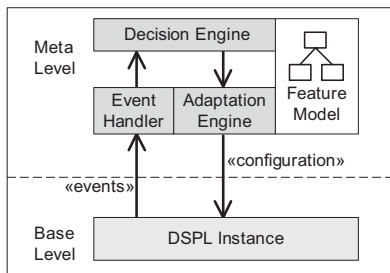 Decision Engine
Meta
Level
Event
Handler
Adaptation
Engine
Feature
Model
«configuration»
«events»
Base
Level
DSPL Instance